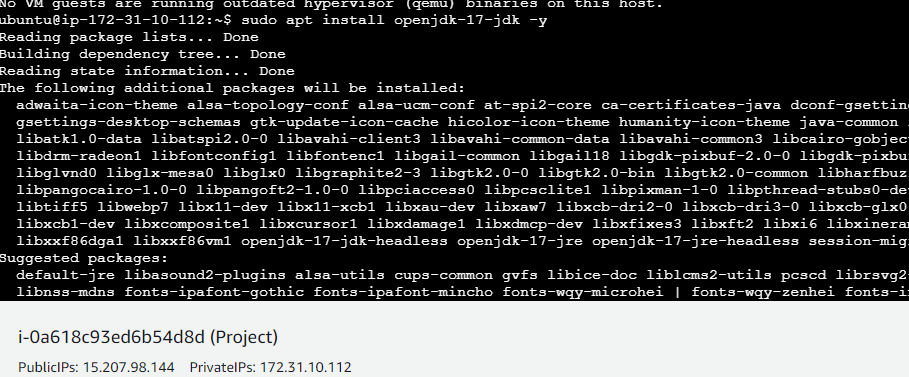 No VM guests are running outdated hypervisor (qemu) binaries on this host.
ubuntu@ip-172-31-10-112:~$ sudo apt install openjdk-17-jdk -y
Reading package lists... Done
Building dependency tree... Done
Reading state information... Done
The following additional packages will be installed:
adwaita-icon-theme alsa-topology-conf alsa-ucm-conf at-spi2-core ca-certificates-java dconf-gsettin
gsettings-desktop-schemas gtk-update-icon-cache hicolor-icon-theme humanity-icon-theme java-common
libatk1.0-data libatspi2.0-0 libavahi-client3 libavahi-common-data libavahi-common3 libcairo-gobjec
libdrm-radeon1 libfontconfig1 libfontenc1 libgail-common libgail18 libgdk-pixbuf-2.0-0 libgdk-pixbu
libglvnd0 libglx-mesa0 libglx0 libgraphite2-3 libgtk2.0-0 libgtk2.0-bin libgtk2.0-common libharfbuz
libpangocairo-1.0-0 libpangoft2-1.0-0 libpciaccess0 libpcsclite1 libpixman-1-0 libpthread-stubs0-de
libtiff5 libwebp7 libx11-dev libx11-xcb1 libxau-dev libxaw7 libxcb-dri2-0 libxcb-dri3-0 libxcb-glx0
libxcb1-dev libxcomposite1 libxcursor1 libxdamage1 libxdmcp-dev libxfixes3 libxft2 libxi6 libxinera
libxxf86dga1 libxxf86vm1 openjdk-17-jdk-headless openjdk-17-jre openjdk-17-jre-headless session-mig
Suggested packages:
default-jre libasound2-plugins alsa-utils cups-common gvfs libice-doc liblcms2-utils pcscd librsvg2
libnss-mdns fonts-ipafont-gothic fonts-ipafont-mincho fonts-wqy-microhei | fonts-wqy-zenhei fonts-i
i-0a618c93ed6b54d8d (Project)
PublicIPs: 15.207.98.144 PrivateIPs: 172.31.10.112